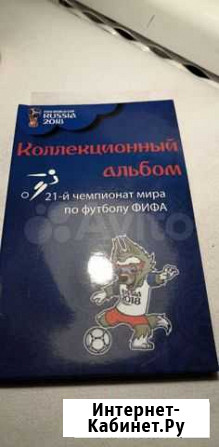 FIFA WORLD CUP
RUSSIA
2018
Коллекционный
альбом
21-й чемпионат мира
по футболу ФИФА
Avito
RUSSIA
2018
Интернет-
Кабинет.Ру